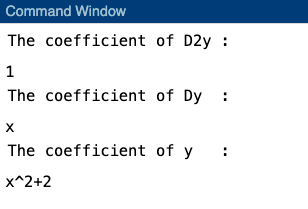 Command Window
The coefficient of D2y :
1
The coefficient of Dy  :
x
The coefficient of y   :
x^2+2